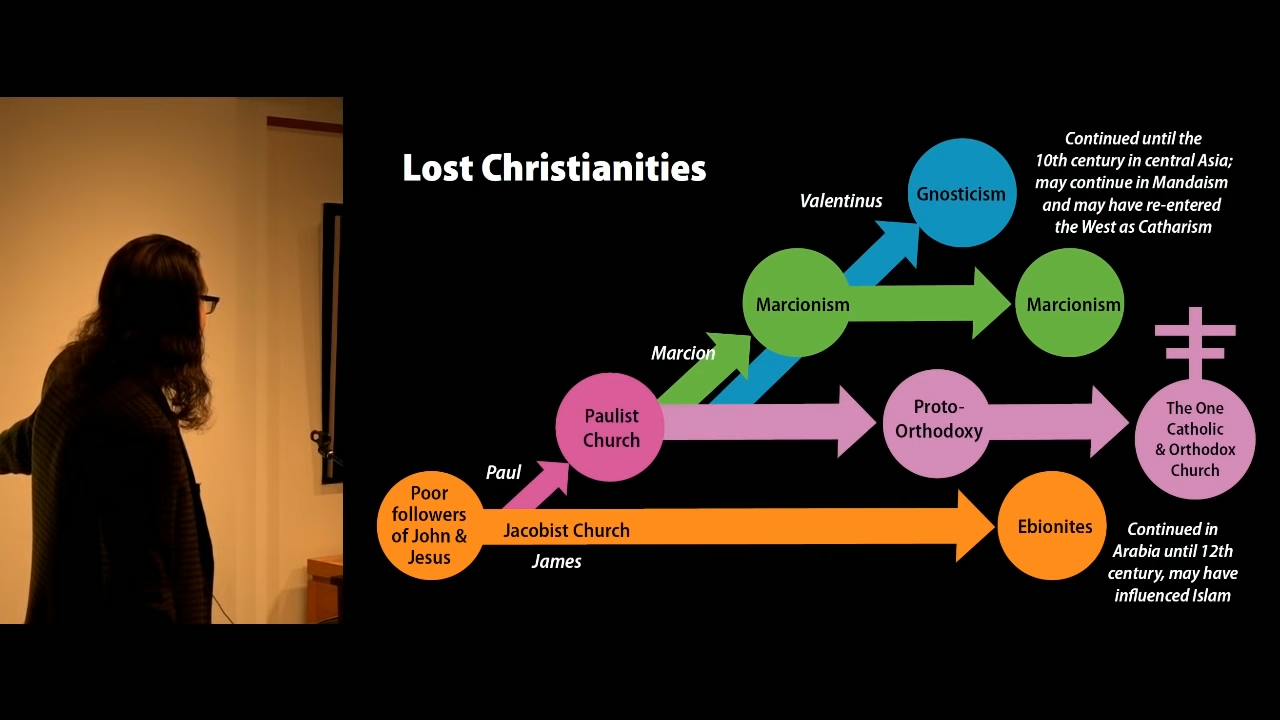 Lost Christianities
Continued until the
10th century in central Asia;
may continue in Mandaism
and may have re-entered
the West as Catharism
Valentinus
Gnosticism
Marcionism
Marcionism
Marcion
Paulist
Church
Proto-
Orthodoxy
The One
Catholic
& Orthodox
Church
Paul
Poor
followers
of John &
Jesus
Jacobist Church
James
Ebionites
Continued in
Arabia until 12th
century, may have
influenced Islam